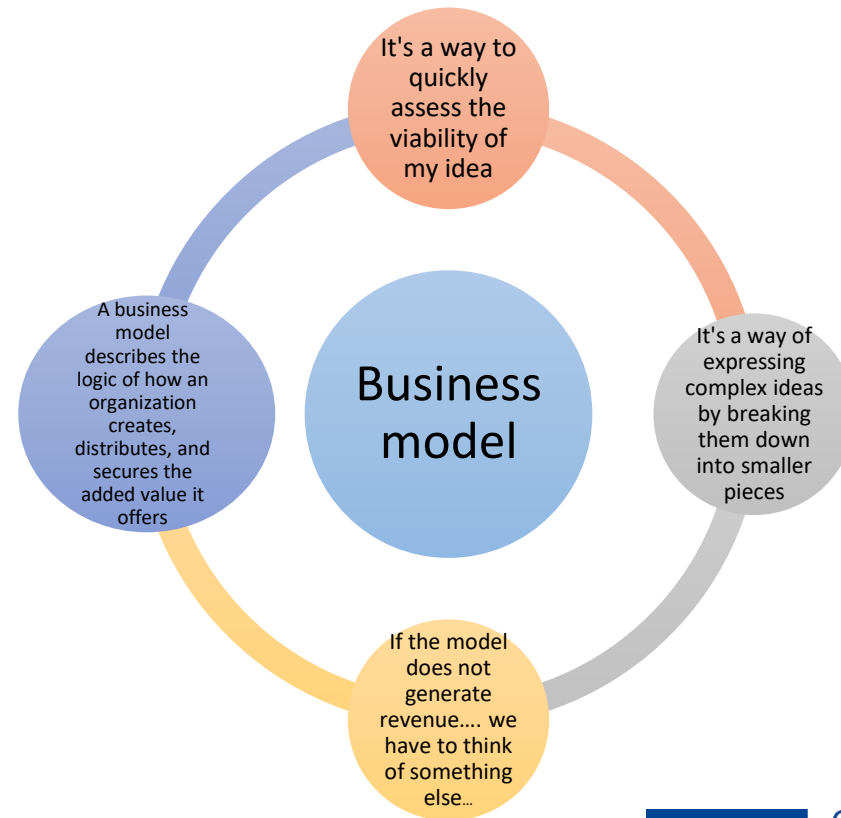 It's a way to
quickly
assess the
viability of
my idea
A business
model
describes the
logic of how an
organization
creates,
distributes, and
secures the
added value it
offers
Business
model
It's a way of
expressing
complex ideas
by breaking
them down
into smaller
pieces
If the model
does not
generate
revenue.... we
have to think
of something
else...